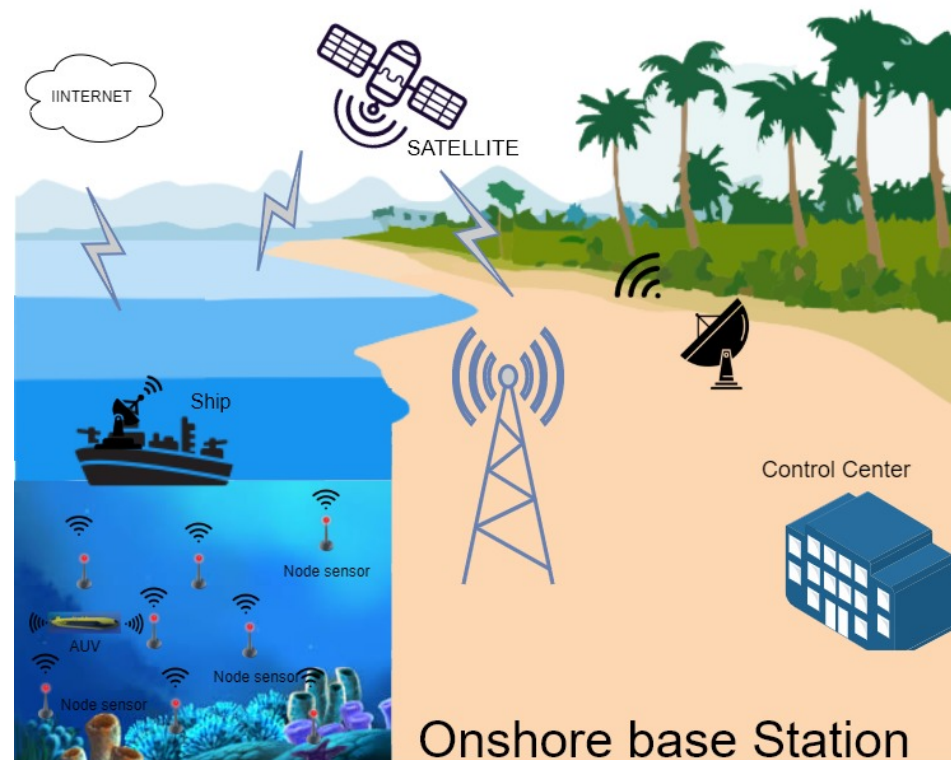 IINTERNET
SATELLITE
Ship
Control Center
Node sensor
AUV
Node sensor
Node sensor
Onshore base Station